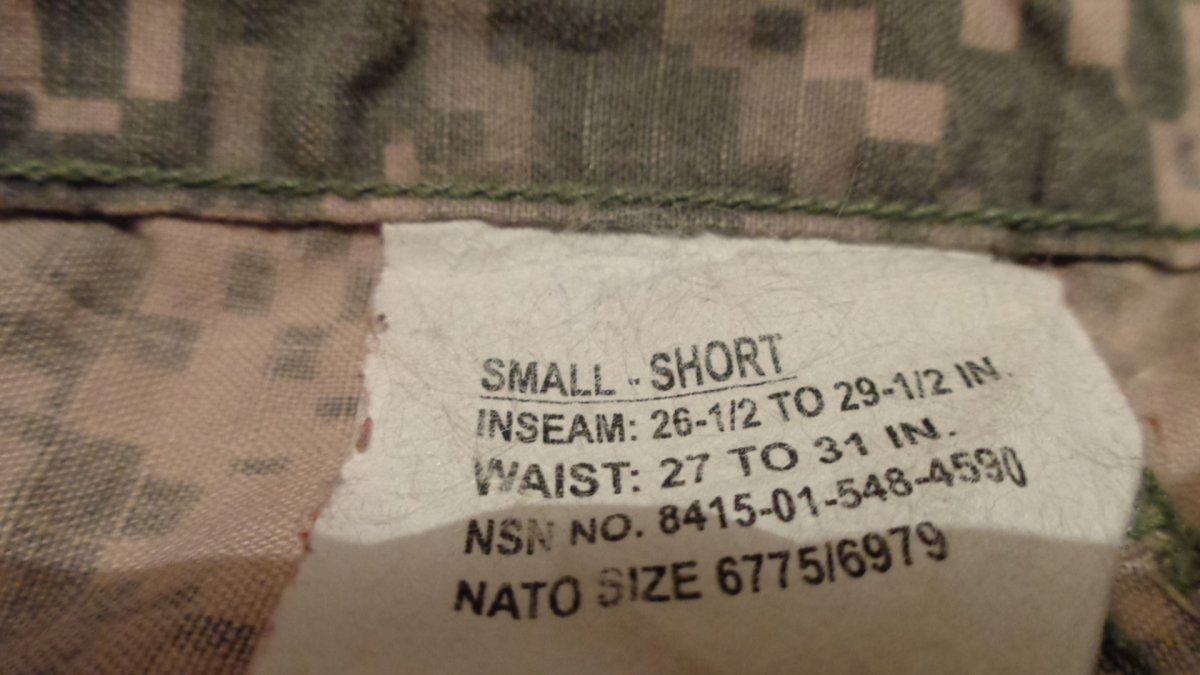 SMALL - SHORT
INSEAM: 26-1/2 TO 29-1/2 IN.
WAIST: 27 TO 31 IN.
NSN NO. 8415-01-548-4590
NATO SIZE 6775/6979